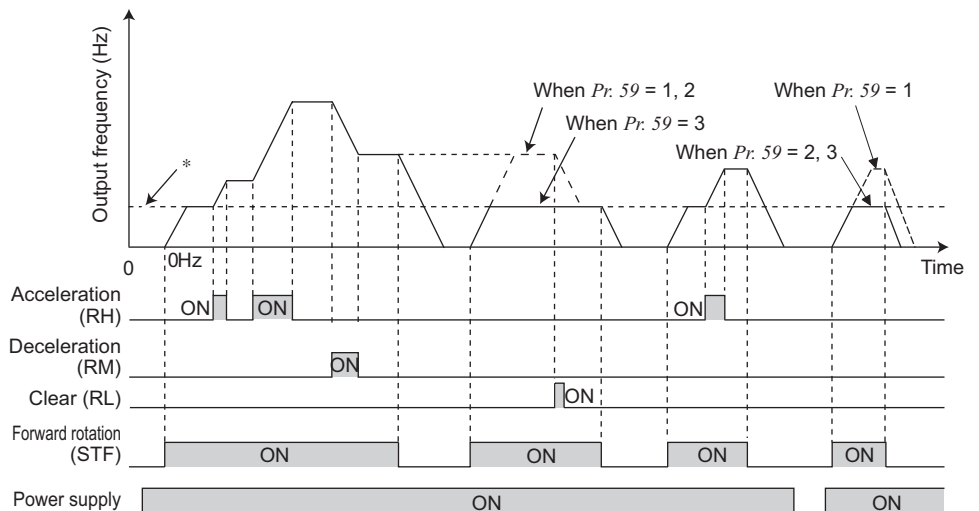 Output frequency (Hz)
When Pr. 59 = 1, 2
When Pr. 59 = 1
When Pr. 59 = 3
When Pr. 59 = 2, 3
*
0
0Hz
Time
Acceleration
(RH)
ON
ON
ON
Deceleration
(RM)
ON
Clear (RL)
ON
Forward rotation
(STF)
ON
ON
ON
ON
Power supply
ON
ON